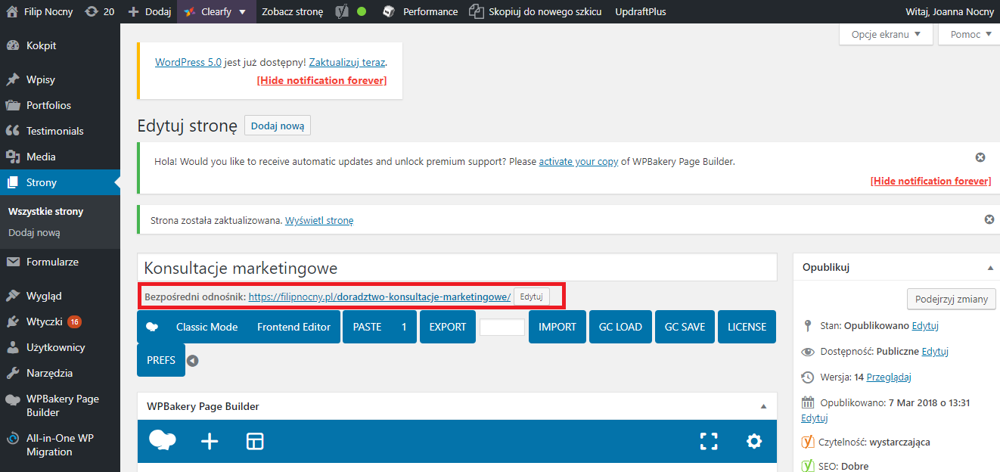 Filip Nocny 20 Dodaj Clearfy Zobacz stronę Performance Skopiuj do nowego szkicu UpdraftPlus Witaj, Joanna Nocny
Opcje ekranu Pomoc
Kokpit
Wpisy
Portfolios
Testimonials
Media
Strony
Wszystkie strony
Dodaj nową
Formularze
Wygląd
Wtyczki 16
Użytkownicy
Narzędzia
WPBakery Page
Builder
All-in-One WP
Migration
WordPress 5.0 jest już dostępny! Zaktualizuj teraz.
[Hide notification forever]
Edytuj stronę Dodaj nową
Hola! Would you like to receive automatic updates and unlock premium support? Please activate your copy of WPBakery Page Builder.
[Hide notification forever]
Strona została zaktualizowana. Wyświetl stronę
Konsultacje marketingowe
Bezpośredni odnośnik: https://filipnocny.pl/doradztwo-konsultacje-marketingowe/ Edytuj
Classic Mode Frontend Editor PASTE 1 EXPORT IMPORT GC LOAD GC SAVE LICENSE
PREFS
WPBakery Page Builder
Opublikuj
Podejrzyj zmiany
Stan: Opublikowano Edytuj
Dostępność: Publiczne Edytuj
Wersja: 14 Przeglądaj
Opublikowano: 7 Mar 2018 o 13:31
Edytuj
Czytelność: wystarczająca
SEO: Dobre